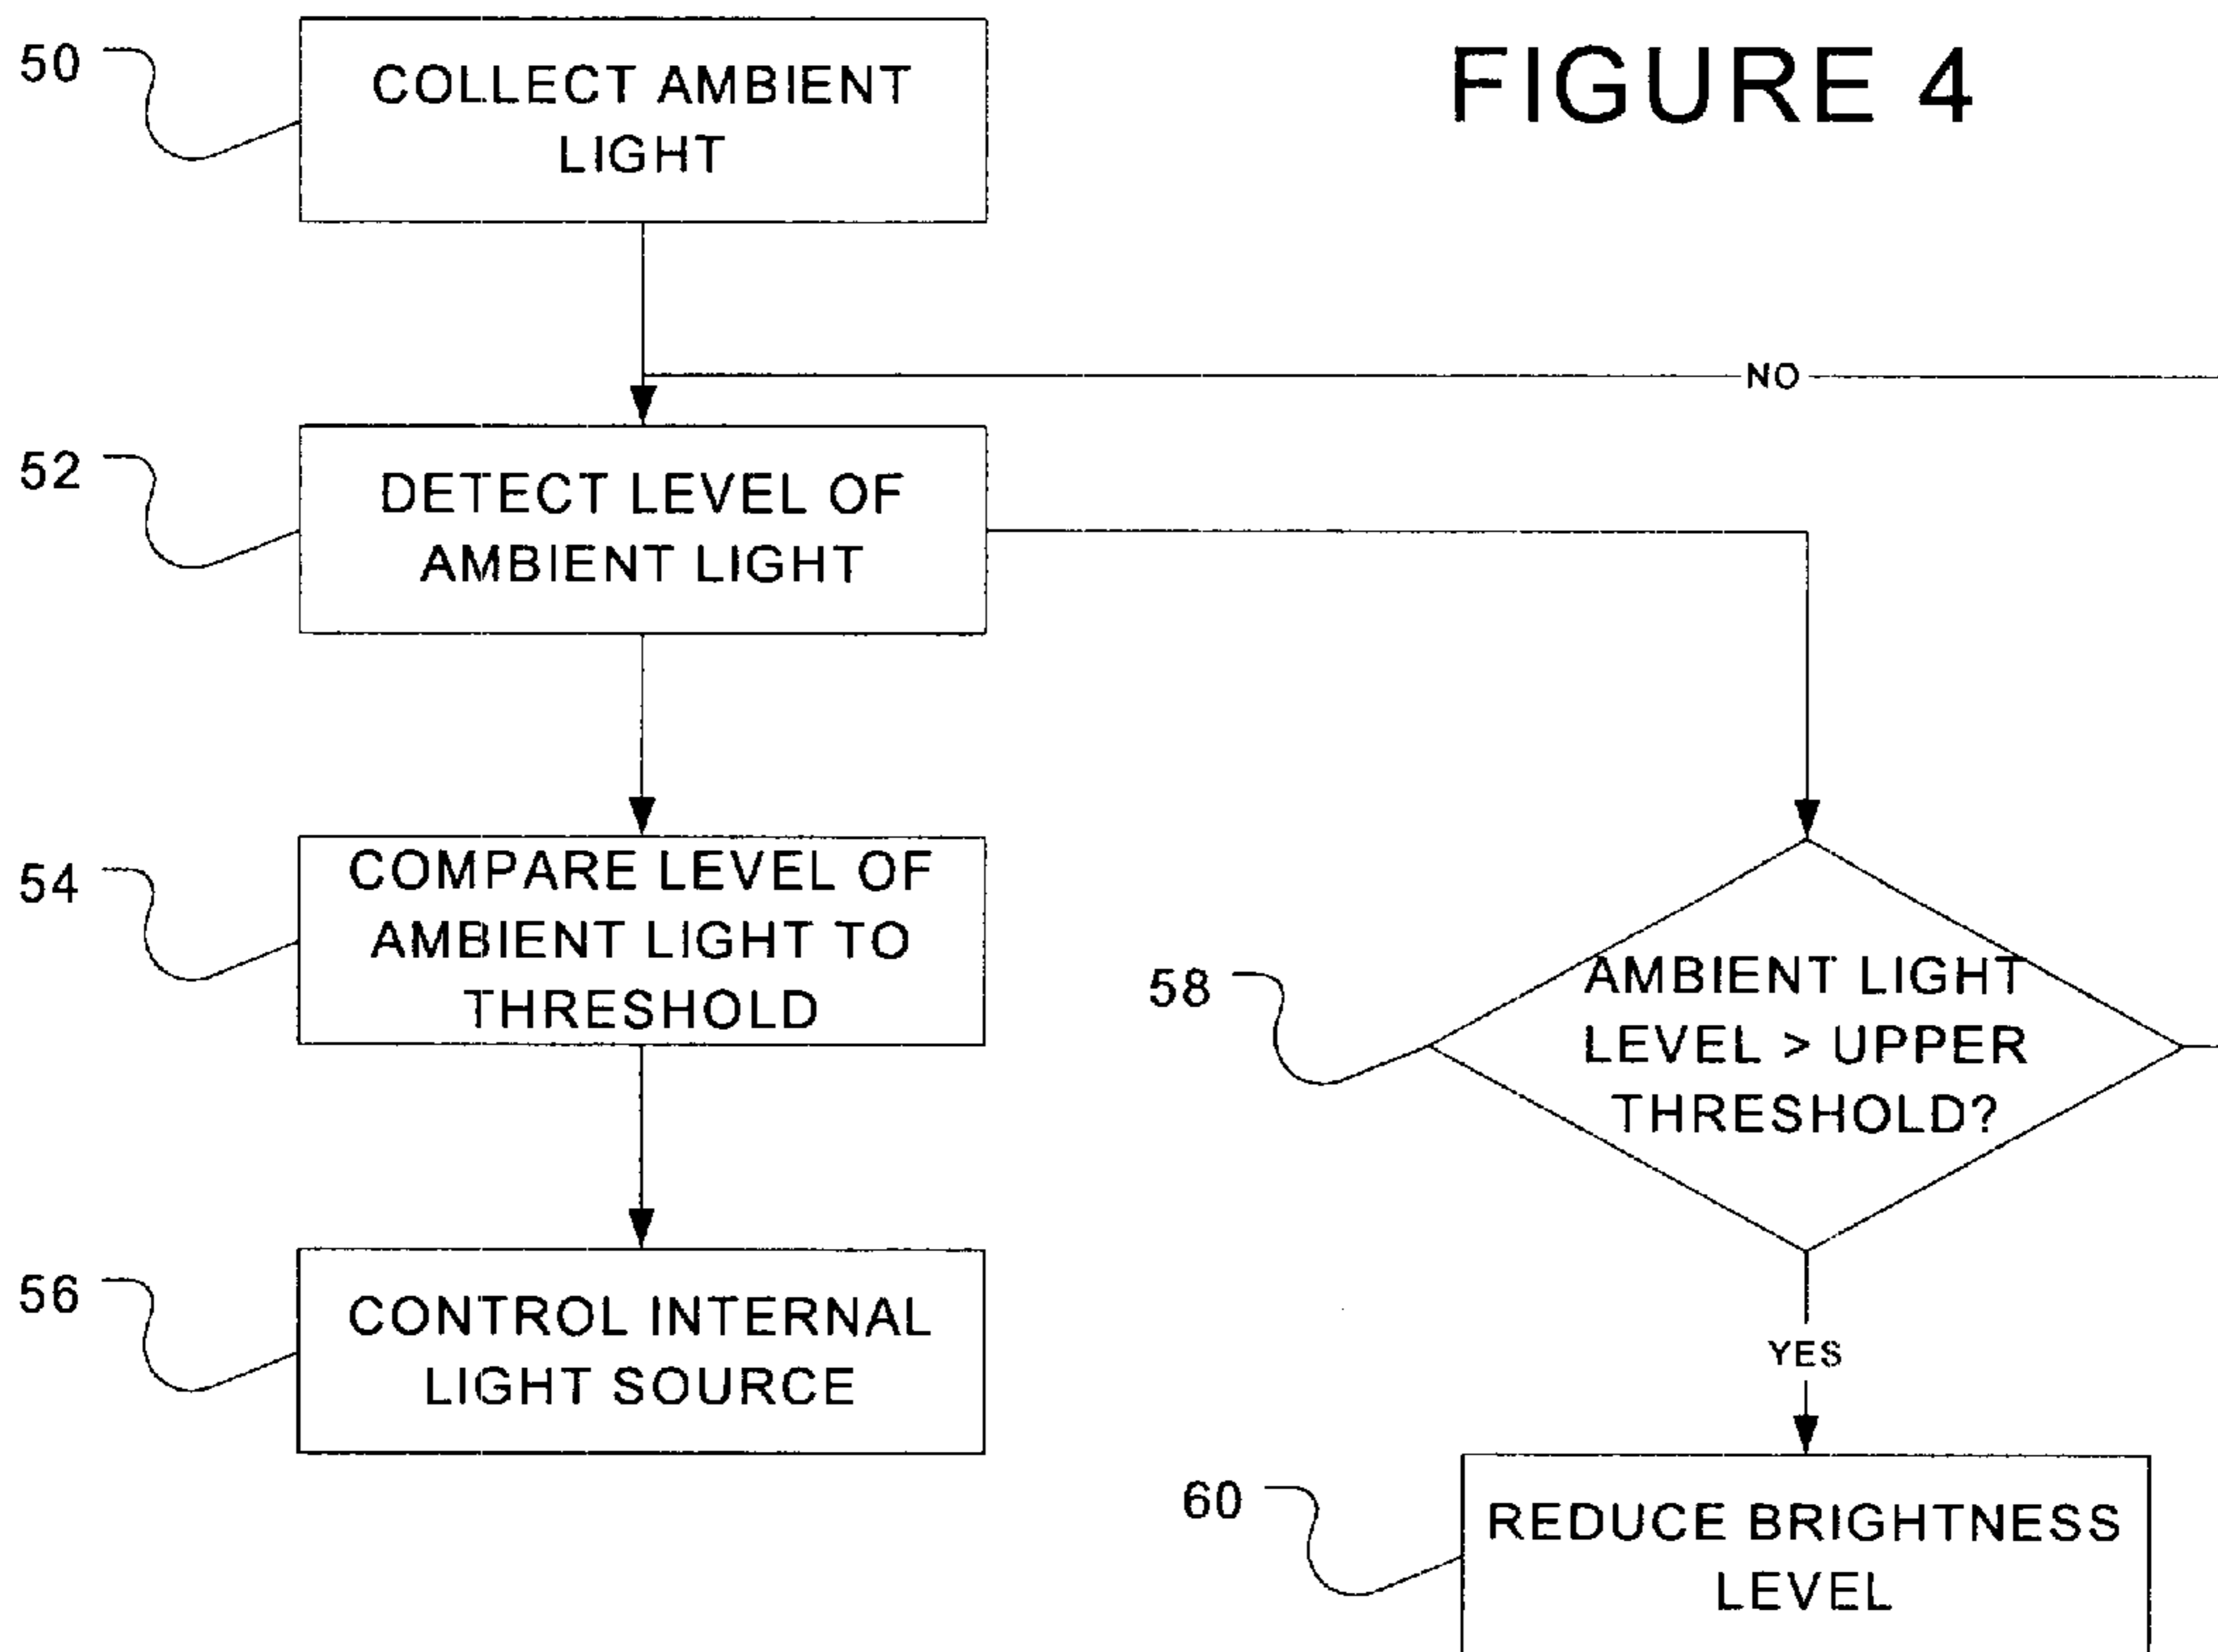 FIGURE 4
50
COLLECT AMBIENT
LIGHT
NO
52
DETECT LEVEL OF
AMBIENT LIGHT
54
COMPARE LEVEL OF
AMBIENT LIGHT TO
THRESHOLD
58
AMBIENT LIGHT
LEVEL > UPPER
THRESHOLD?
56
CONTROL INTERNAL
LIGHT SOURCE
YES
60
REDUCE BRIGHTNESS
LEVEL